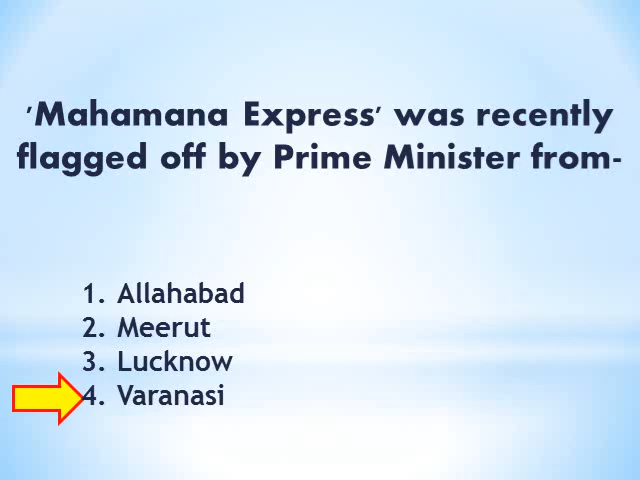 'Mahamana Express' was recently
flagged off by Prime Minister from-
1. Allahabad
2. Meerut
3. Lucknow
4. Varanasi